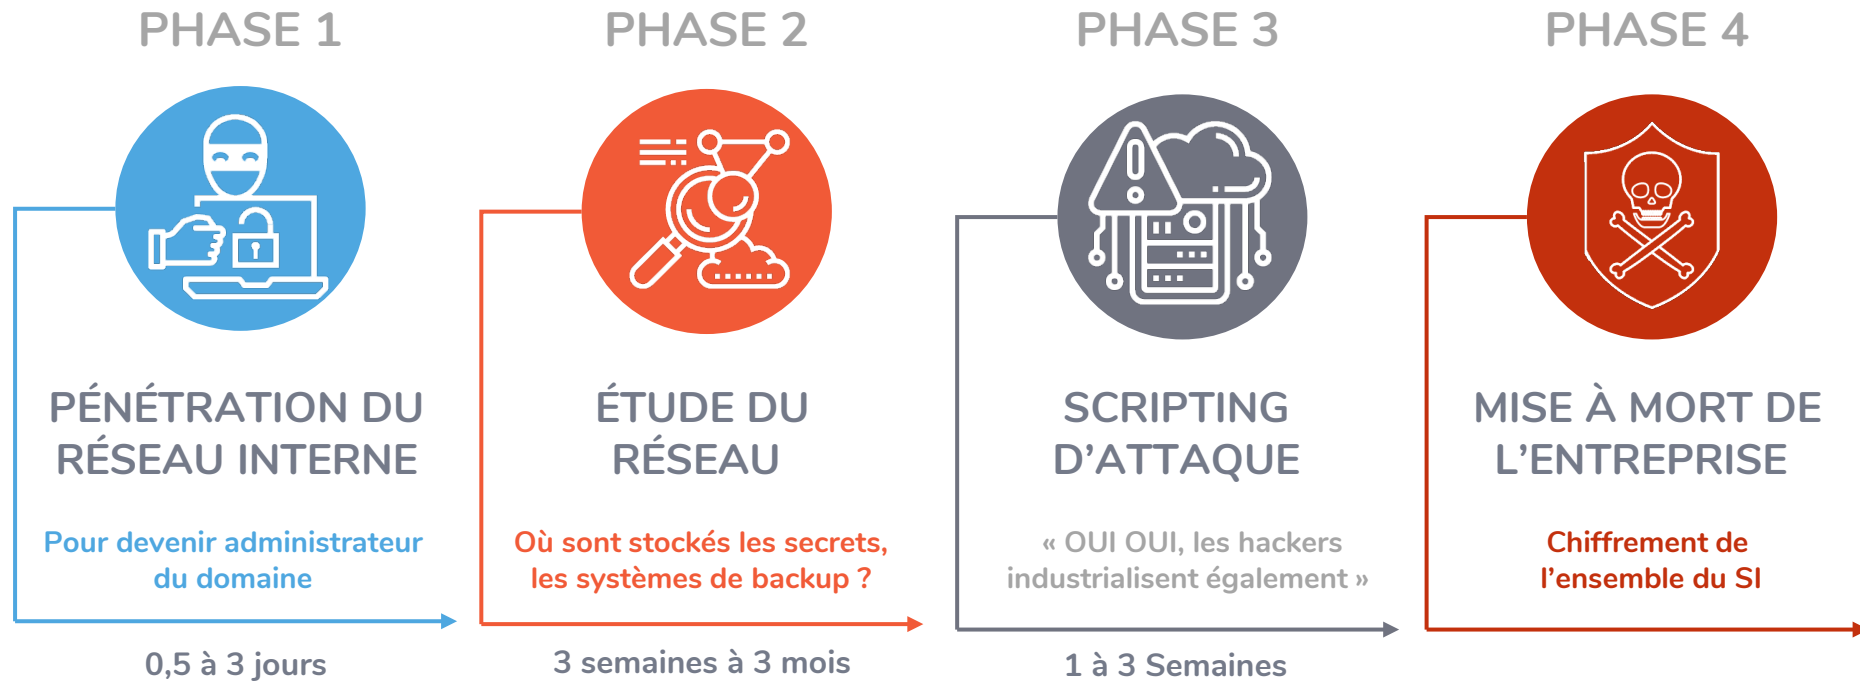 PHASE 1
PÉNÉTRATION DU
RÉSEAU INTERNE
Pour devenir administrateur
du domaine
0,5 à 3 jours
PHASE 2
ÉTUDE DU
RÉSEAU
Où sont stockés les secrets,
les systèmes de backup ?
3 semaines à 3 mois
PHASE 3
SCRIPTING
D’ATTAQUE
« OUI OUI, les hackers
industrialisent également »
1 à 3 Semaines
PHASE 4
MISE À MORT DE
L’ENTREPRISE
Chiffrement de
l’ensemble du SI